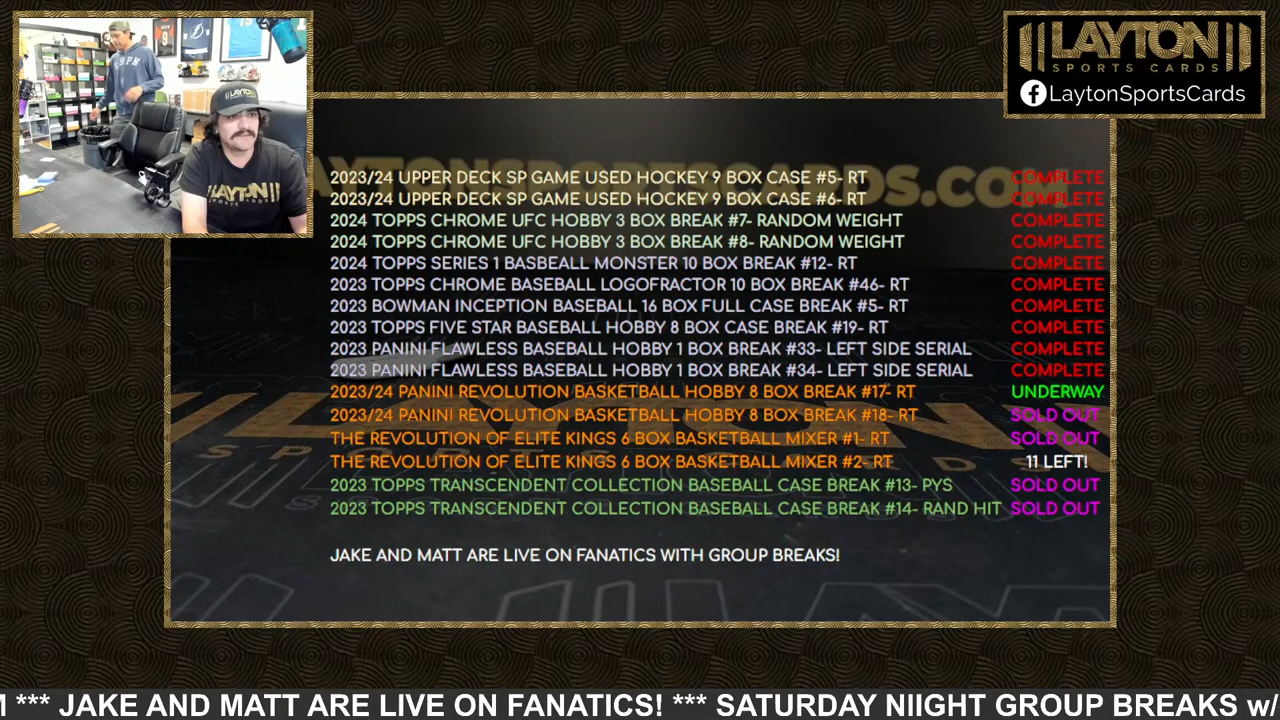 LAYTON
SPORTS CARDS
LaytonSportsCards
2023/24 UPPER DECK SP GAME USED HOCKEY 9 BOX CASE #5- RT COMPLETE
2023/24 UPPER DECK SP GAME USED HOCKEY 9 BOX CASE #6- RT COMPLETE
2024 TOPPS CHROME UFC HOBBY 3 BOX BREAK #7- RANDOM WEIGHT COMPLETE
2024 TOPPS CHROME UFC HOBBY 3 BOX BREAK #8- RANDOM WEIGHT COMPLETE
2024 TOPPS SERIES 1 BASBEALL MONSTER 10 BOX BREAK #12- RT COMPLETE
2023 TOPPS CHROME BASEBALL LOGOFRACTOR 10 BOX BREAK #46- RT COMPLETE
2023 BOWMAN INCEPTION BASEBALL 16 BOX FULL CASE BREAK #5- RT COMPLETE
2023 TOPPS FIVE STAR BASEBALL HOBBY 8 BOX CASE BREAK #19- RT COMPLETE
2023 PANINI FLAWLESS BASEBALL HOBBY 1 BOX BREAK #33- LEFT SIDE SERIAL COMPLETE
2023 PANINI FLAWLESS BASEBALL HOBBY 1 BOX BREAK #34- LEFT SIDE SERIAL COMPLETE
2023/24 PANINI REVOLUTION BASKETBALL HOBBY 8 BOX BREAK #17- RT UNDERWAY
2023/24 PANINI REVOLUTION BASKETBALL HOBBY 8 BOX BREAK #18- RT SOLD OUT
THE REVOLUTION OF ELITE KINGS 6 BOX BASKETBALL MIXER #1- RT SOLD OUT
THE REVOLUTION OF ELITE KINGS 6 BOX BASKETBALL MIXER #2- RT 11 LEFT!
2023 TOPPS TRANSCENDENT COLLECTION BASEBALL CASE BREAK #13- PYS SOLD OUT
2023 TOPPS TRANSCENDENT COLLECTION BASEBALL CASE BREAK #14- RAND HIT SOLD OUT
JAKE AND MATT ARE LIVE ON FANATICS WITH GROUP BREAKS!
*** JAKE AND MATT ARE LIVE ON FANATICS! *** SATURDAY NIIGHT GROUP BREAKS w/